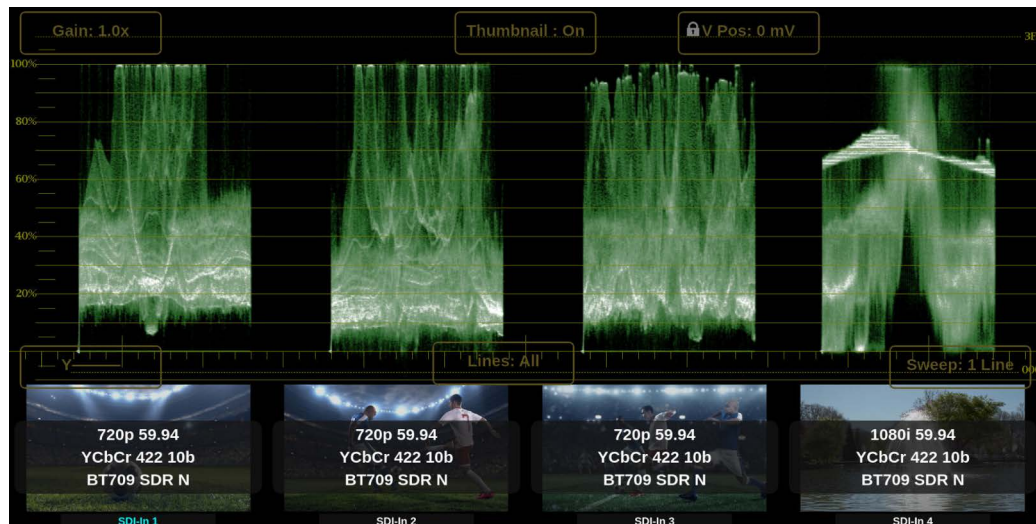 Gain: 1.0x
Thumbnail : On
V Pos: 0 mV
3F
100%
80%
60%
40%
20%
Y
Lines: All
Sweep: 1 Line
000
720p 59.94
YCbCr 422 10b
BT709 SDR N
SDI-In 1
720p 59.94
YCbCr 422 10b
BT709 SDR N
SDI-In 2
720p 59.94
YCbCr 422 10b
BT709 SDR N
SDI-In 3
1080i 59.94
YCbCr 422 10b
BT709 SDR N
SDI-In 4